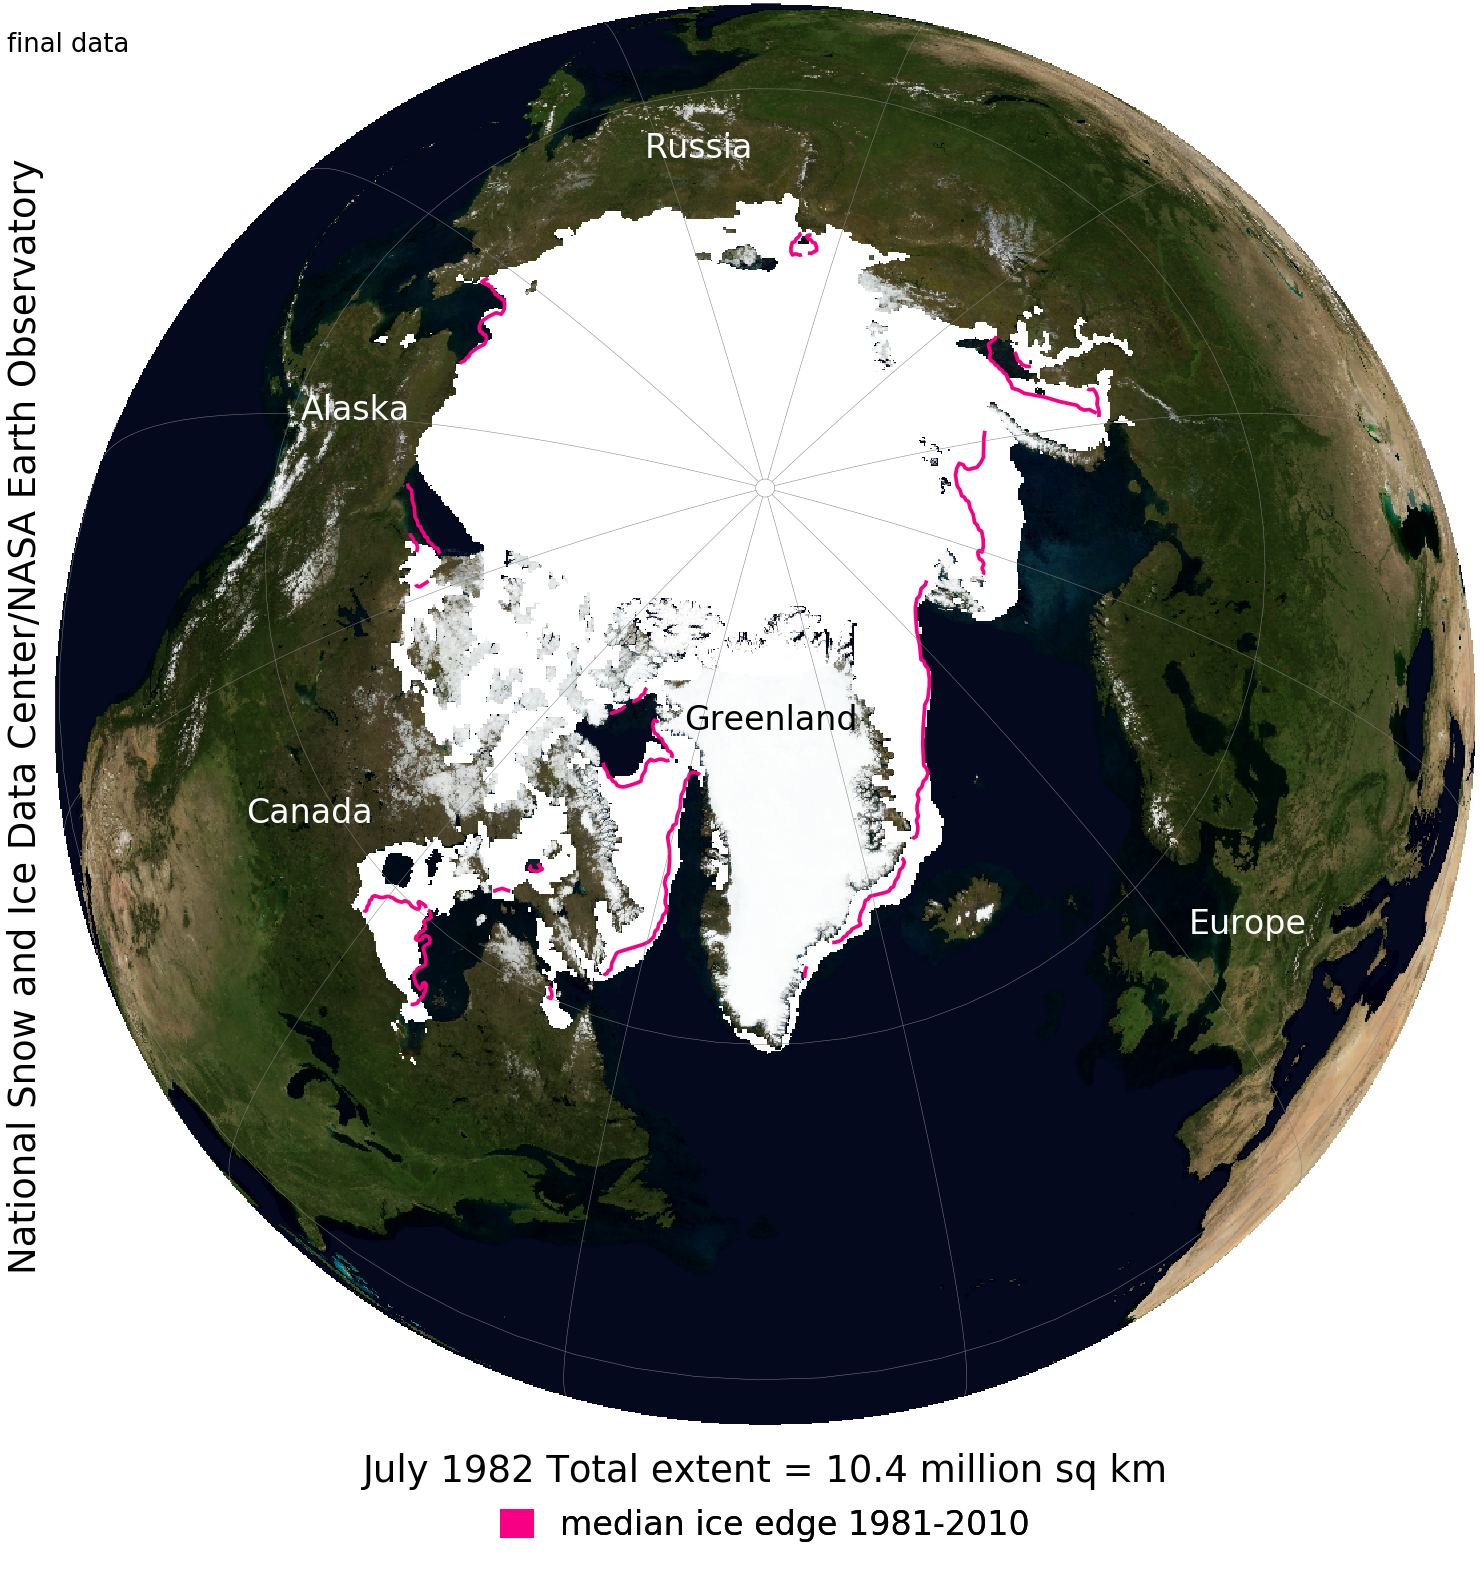 final data
National Snow and Ice Data Center/NASA Earth Observatory
Russia
Alaska
Greenland
Canada
Europe
July 1982 Total extent = 10.4 million sq km
median ice edge 1981-2010